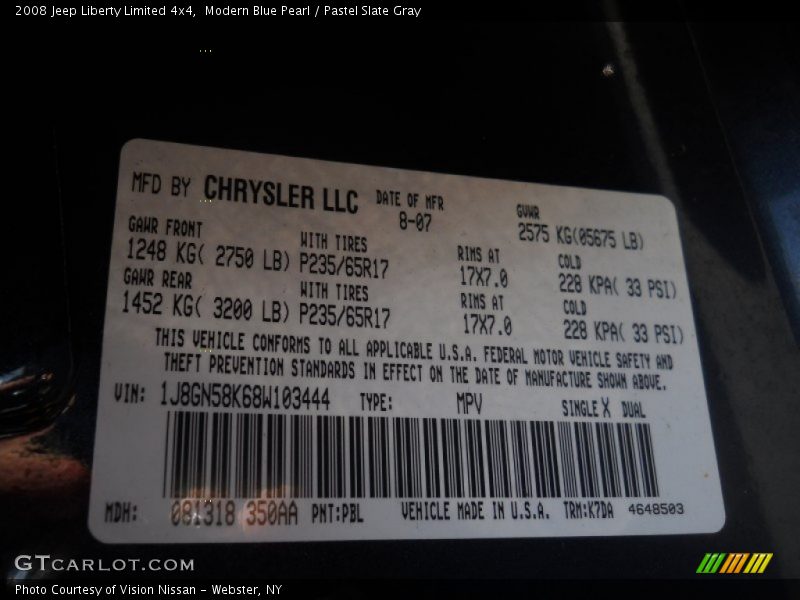 2008 Jeep Liberty Limited 4x4,  Modern Blue Pearl / Pastel Slate Gray
MFD BY CHRYSLER LLC DATE OF MFR GVWR
8-07 2575 KG(05675 LB)
GAWR FRONT WITH TIRES RIMS AT COLD
1248 KG( 2750 LB) P235/65R17 17X7.0 228 KPA( 33 PSI)
GAWR REAR WITH TIRES RIMS AT COLD
1452 KG( 3200 LB) P235/65R17 17X7.0 228 KPA( 33 PSI)
THIS VEHICLE CONFORMS TO ALL APPLICABLE U.S.A. FEDERAL MOTOR VEHICLE SAFETY AND
THEFT PREVENTION STANDARDS IN EFFECT ON THE DATE OF MANUFACTURE SHOWN ABOVE.
VIN: 1J8GN58K68W103444 TYPE: MPV SINGLE X DUAL
MDH: 081318 350AA PNT:PBL VEHICLE MADE IN U.S.A. TRM:K7DA 4648503
GTCARLOT.COM
Photo Courtesy of Vision Nissan - Webster, NY